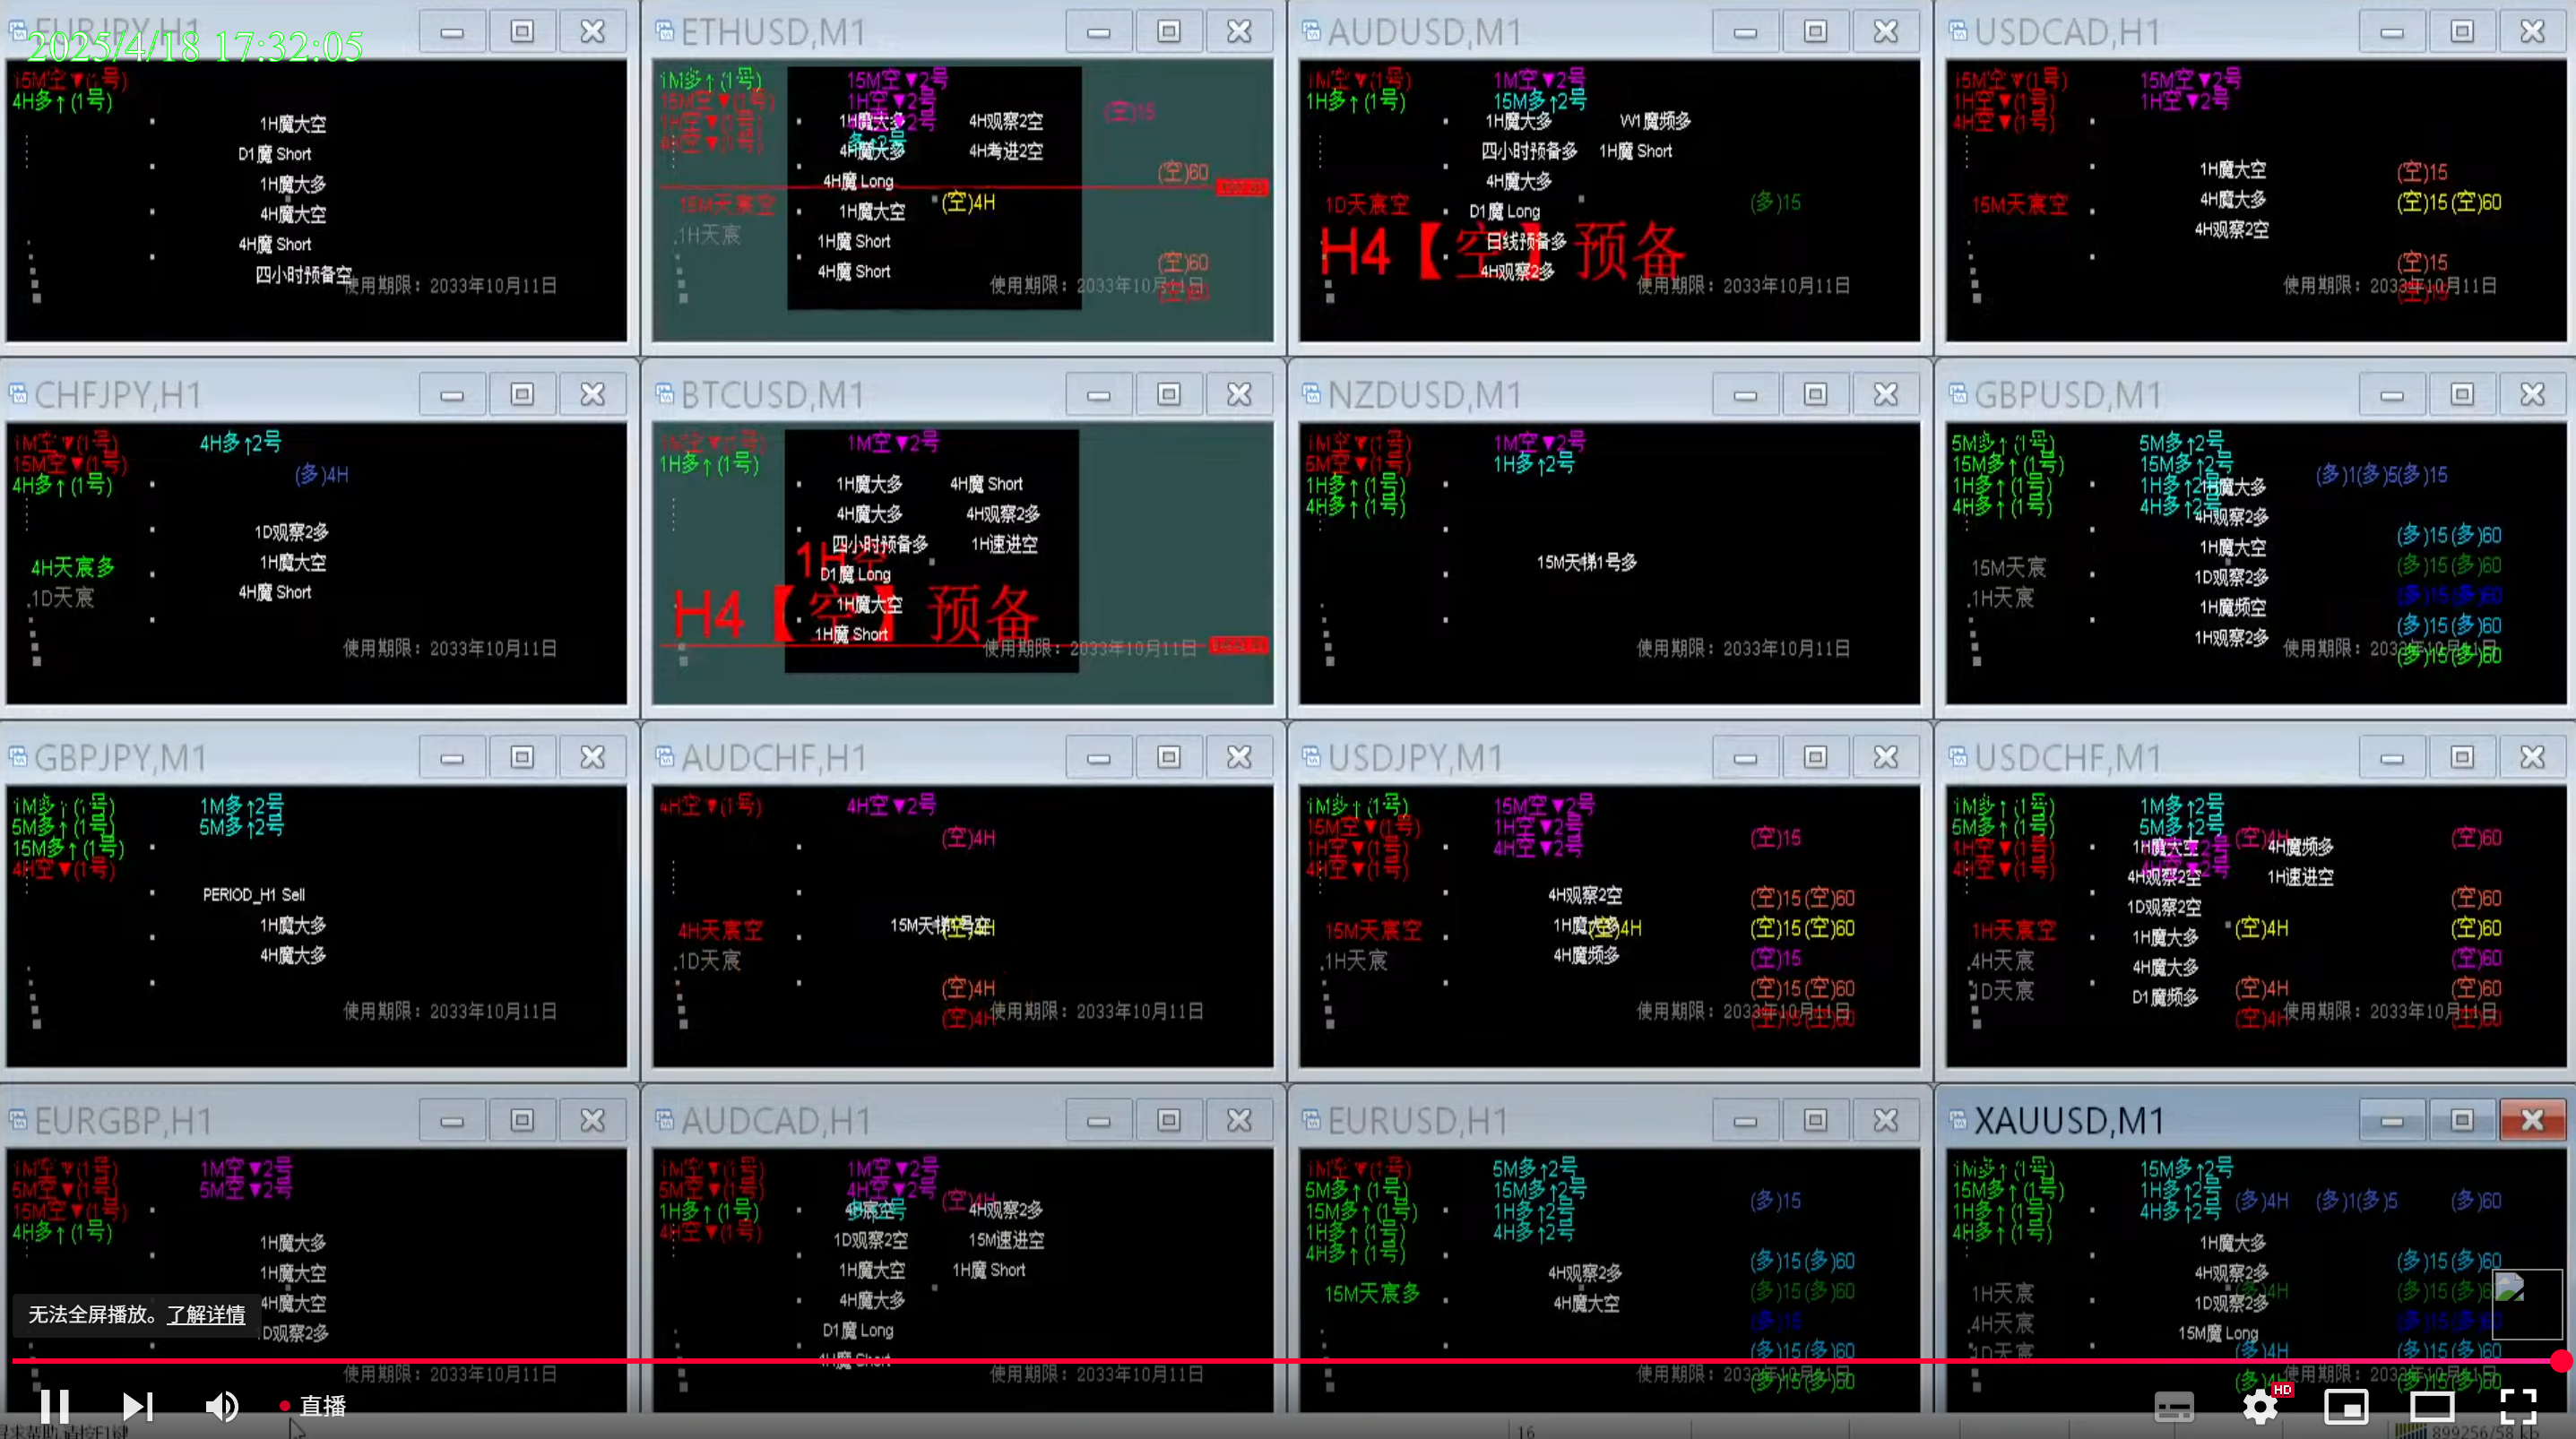 EURJPY,H1
2025/4/18 17:32:05
15M空▼(1号)
4H多↑(1号)
1H魔大空
D1魔 Short
1H魔大多
4H魔大空
4H魔 Short
四小时预备空
使用期限：2033年10月11日
ETHUSD,M1
1M多↑(1号)
15M空▼(1号)
1H空▼(1号)
4H空▼(1号)
15M空▼2号
1H空▼2号
1H魔大多
4H魔大多
4H魔 Long
1H魔大空
1H魔 Short
4H魔 Short
4H观察2空
4H考进2空
(空)4H
(空)15
(空)60
(空)60
(空)60
15M天宸空
.1H天宸
使用期限：2033年10月11日
AUDUSD,M1
1M空▼(1号)
1H多↑(1号)
1M空▼2号
15M多↑2号
1H魔大多
四小时预备多
4H魔大多
D1魔 Long
日线预备多
4H观察2多
W1魔频多
1H魔 Short
(多)15
1D天宸空
H4【空】预备
使用期限：2033年10月11日
USDCAD,H1
15M空▼(1号)
1H空▼(1号)
4H空▼(1号)
15M空▼2号
1H空▼2号
1H魔大空
4H魔大多
4H观察2空
(空)15
(空)15(空)60
(空)15
(空)15
15M天宸空
使用期限：2033年10月11日
CHFJPY,H1
1M空▼(1号)
15M空▼(1号)
4H多↑(1号)
4H多↑2号
(多)4H
1D观察2多
1H魔大空
4H魔 Short
4H天宸多
.1D天宸
使用期限：2033年10月11日
BTCUSD,M1
1M空▼(1号)
1H多↑(1号)
1M空▼2号
1H魔大多
4H魔大多
四小时预备多
D1魔 Long
1H魔大空
1H魔 Short
4H魔 Short
4H观察2多
1H速进空
1H空
H4【空】预备
使用期限：2033年10月11日
NZDUSD,M1
1M空▼(1号)
5M空▼(1号)
1H多↑(1号)
4H多↑(1号)
1M空▼2号
1H多↑2号
15M天梯1号多
使用期限：2033年10月11日
GBPUSD,M1
5M多↑(1号)
15M多↑(1号)
1H多↑(1号)
4H多↑(1号)
5M多↑2号
15M多↑2号
1H多↑2号
4H多↑2号
1H魔大多
4H观察2多
1H魔大空
1D观察2多
1H魔频空
1H观察2多
(多)1(多)5(多)15
(多)15(多)60
(多)15(多)60
(多)15(多)60
(多)15(多)60
(多)15(多)60
15M天宸
.1H天宸
使用期限：2033年10月11日
GBPJPY,M1
1M多↑(1号)
5M多↑(1号)
15M多↑(1号)
4H空▼(1号)
1M多↑2号
5M多↑2号
PERIOD_H1 Sell
1H魔大多
4H魔大多
使用期限：2033年10月11日
AUDCHF,H1
4H空▼(1号)
4H空▼2号
(空)4H
15M天梯1号空
(空)4H
(空)4H
(空)4H
4H天宸空
.1D天宸
使用期限：2033年10月11日
USDJPY,M1
1M多↑(1号)
15M空▼(1号)
1H空▼(1号)
4H空▼(1号)
15M空▼2号
1H空▼2号
4H空▼2号
4H观察2空
1H魔大多
4H魔频多
(空)4H
(空)15
(空)15(空)60
(空)15(空)60
(空)15
(空)15(空)60
(空)15(空)60
15M天宸空
.1H天宸
使用期限：2033年10月11日
USDCHF,M1
1M多↑(1号)
5M多↑(1号)
1H空▼(1号)
4H空▼(1号)
1M多↑2号
5M多↑2号
1H魔大空
4H观察2空
1D观察2空
1H魔大多
4H魔大多
D1魔频多
4H魔频多
1H速进空
(空)4H
(空)4H
(空)4H
(空)4H
(空)60
(空)60
(空)60
(空)60
(空)60
(空)60
1H天宸空
.4H天宸
1D天宸
使用期限：2033年10月11日
EURGBP,H1
1M空▼(1号)
5M空▼(1号)
15M空▼(1号)
4H多↑(1号)
1M空▼2号
5M空▼2号
1H魔大多
1H魔大空
4H魔大空
1D观察2多
使用期限：2033年10月11日
AUDCAD,H1
1M空▼(1号)
5M空▼(1号)
1H多↑(1号)
4H空▼(1号)
1M空▼2号
4H空▼2号
(空)4H
1D观察2空
1H魔大空
4H魔大多
D1魔 Long
4H魔 Short
4H观察2多
15M速进空
1H魔 Short
使用期限：2033年10月11日
EURUSD,H1
1M空▼(1号)
5M多↑(1号)
15M多↑(1号)
1H多↑(1号)
4H多↑(1号)
5M多↑2号
15M多↑2号
1H多↑2号
4H多↑2号
4H观察2多
4H魔大空
(多)15
(多)15(多)60
(多)15(多)60
(多)15
(多)15(多)60
(多)15(多)60
15M天宸多
使用期限：2033年10月11日
XAUUSD,M1
1M多↑(1号)
15M多↑(1号)
1H多↑(1号)
4H多↑(1号)
15M多↑2号
1H多↑2号
4H多↑2号
(多)4H
(多)1(多)5
(多)60
1H魔大多
4H观察2多
1D观察2多
15M魔 Long
(多)15(多)60
(多)15(多)6
(多)15(多)6
(多)4H
(多)15(多)60
(多)4H
(多)15(多)60
1H天宸
.4H天宸
1D天宸
使用期限：2033年10月11日
无法全屏播放。了解详情
直播
HD
16
899256/58 kb